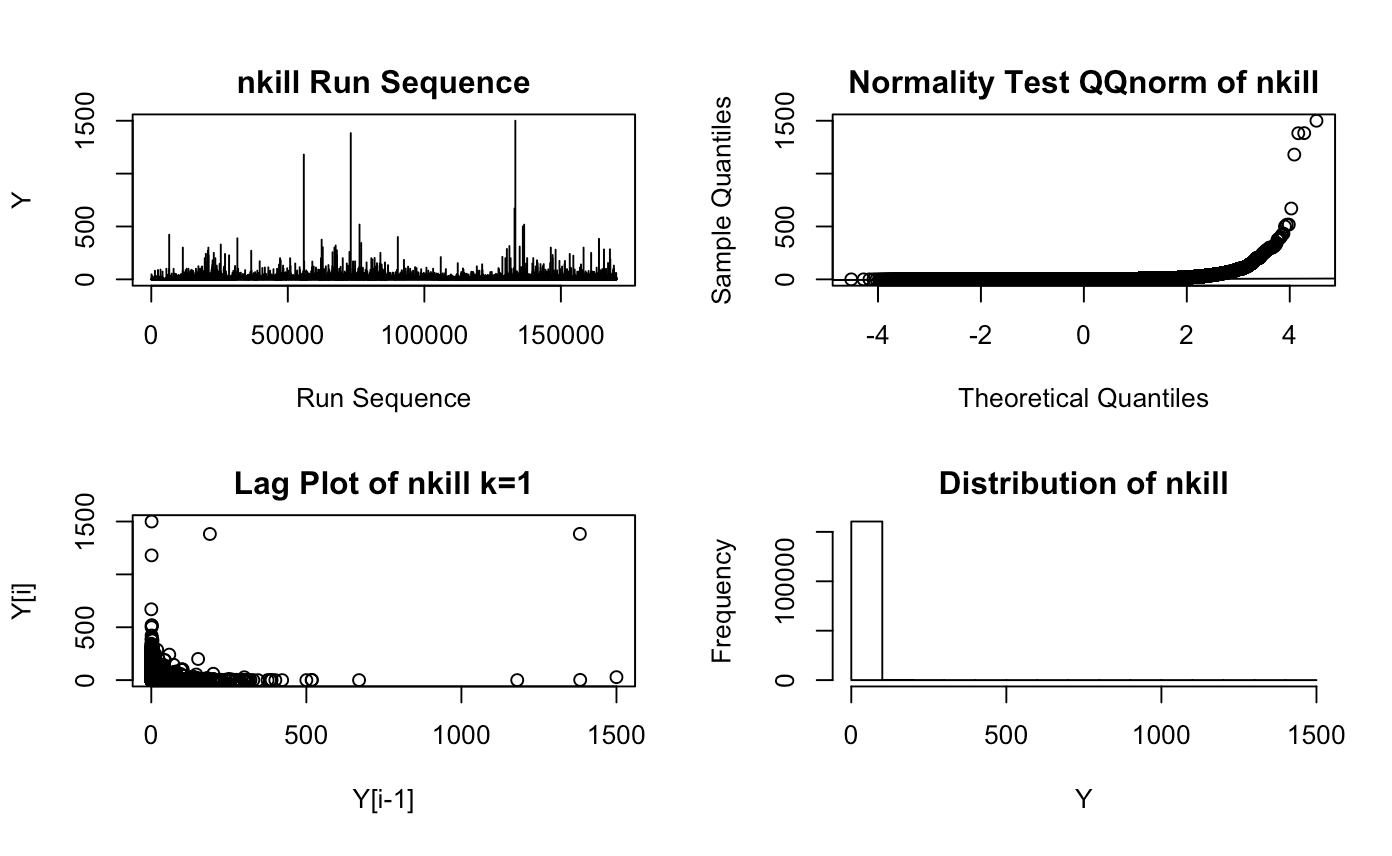 nkill Run Sequence
Y
1500
500
0
0 50000 100000 150000
Run Sequence
Normality Test QQnorm of nkill
Sample Quantiles
1500
500
0
-4 -2 0 2 4
Theoretical Quantiles
Lag Plot of nkill k=1
Y[i]
1500
500
0
0 500 1000 1500
Y[i-1]
Distribution of nkill
Frequency
100000
0
0 500 1000 1500
Y